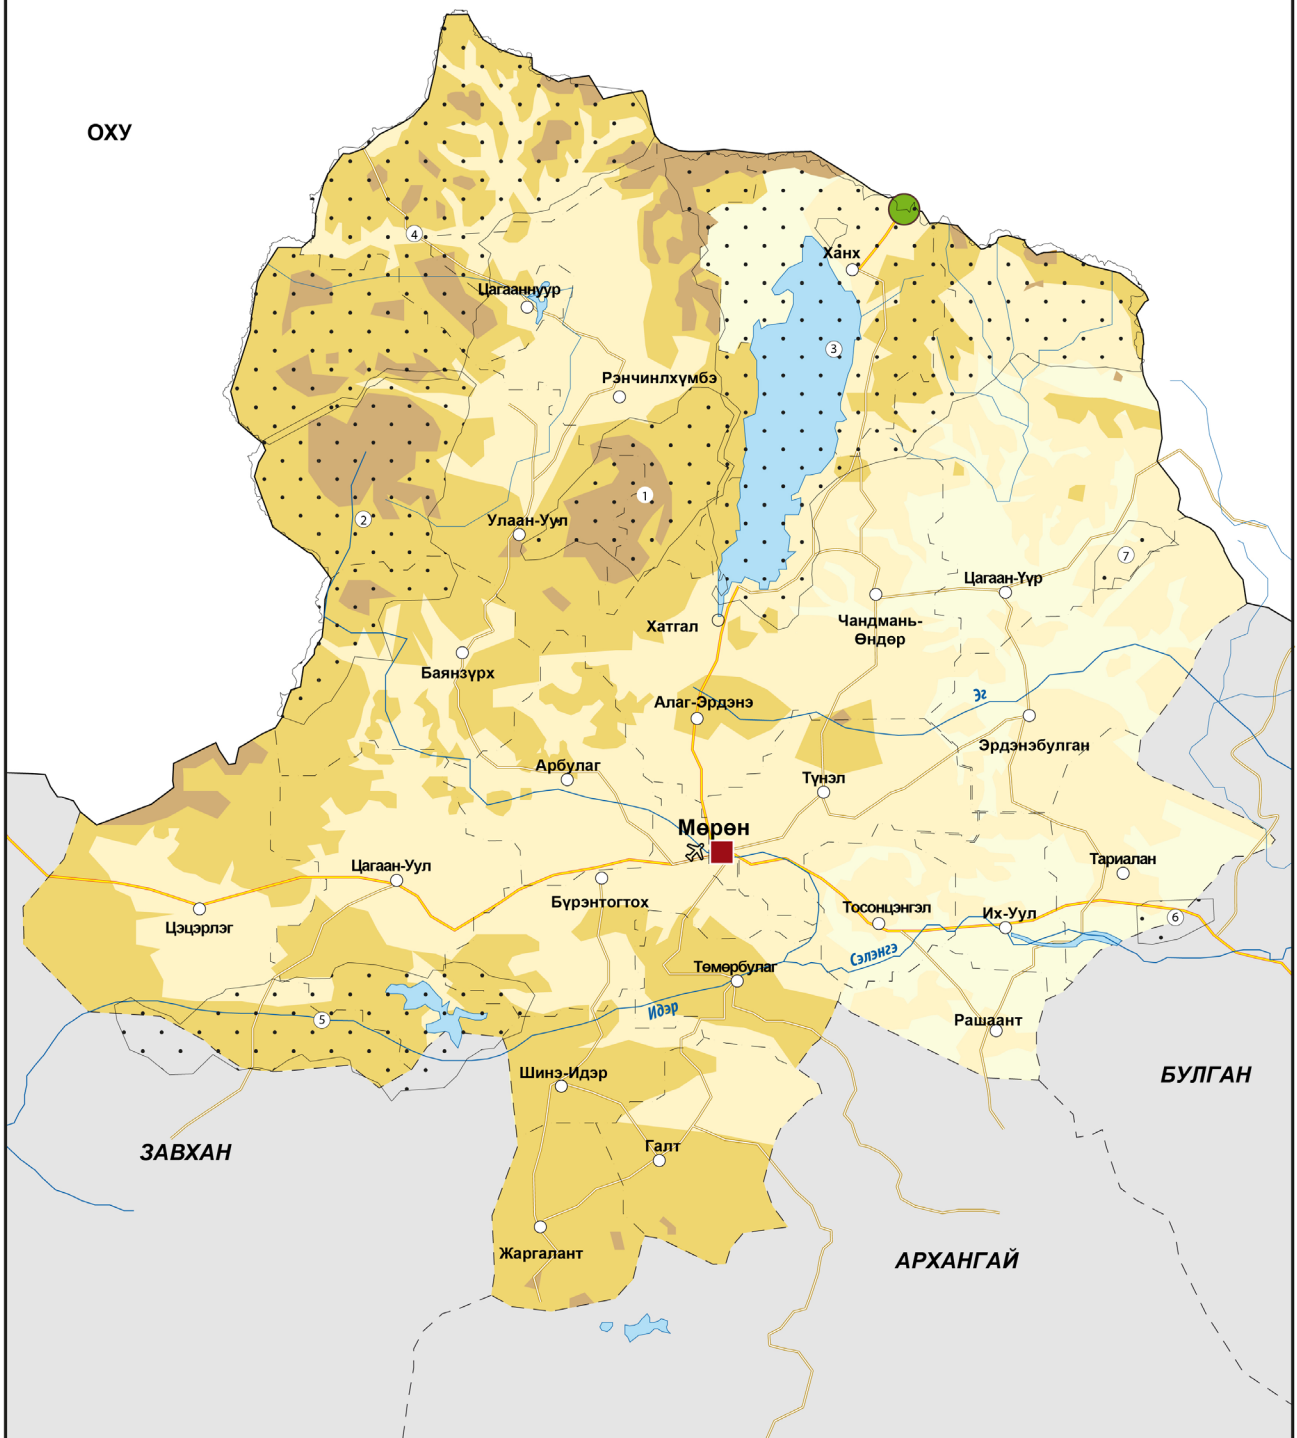 ОХУ
4
Ханх
Цагааннуур
3
Рэнчинлхүмбэ
1
2
Улаан-Уул
7
Цагаан-Үүр
Хатгал
Чандмань-
Өндөр
Баянзүрх
Эг
Алаг-Эрдэнэ
Эрдэнэбулган
Арбулаг
Түнэл
Мөрөн
Тариалан
Цагаан-Уул
Бүрэнтогтох
Тосонцэнгэл
Их-Уул
6
Цэцэрлэг
Сэлэнгэ
Төмөрбулаг
Идэр
5
Рашаант
Шинэ-Идэр
БУЛГАН
ЗАВХАН
Галт
Жаргалант
АРХАНГАЙ